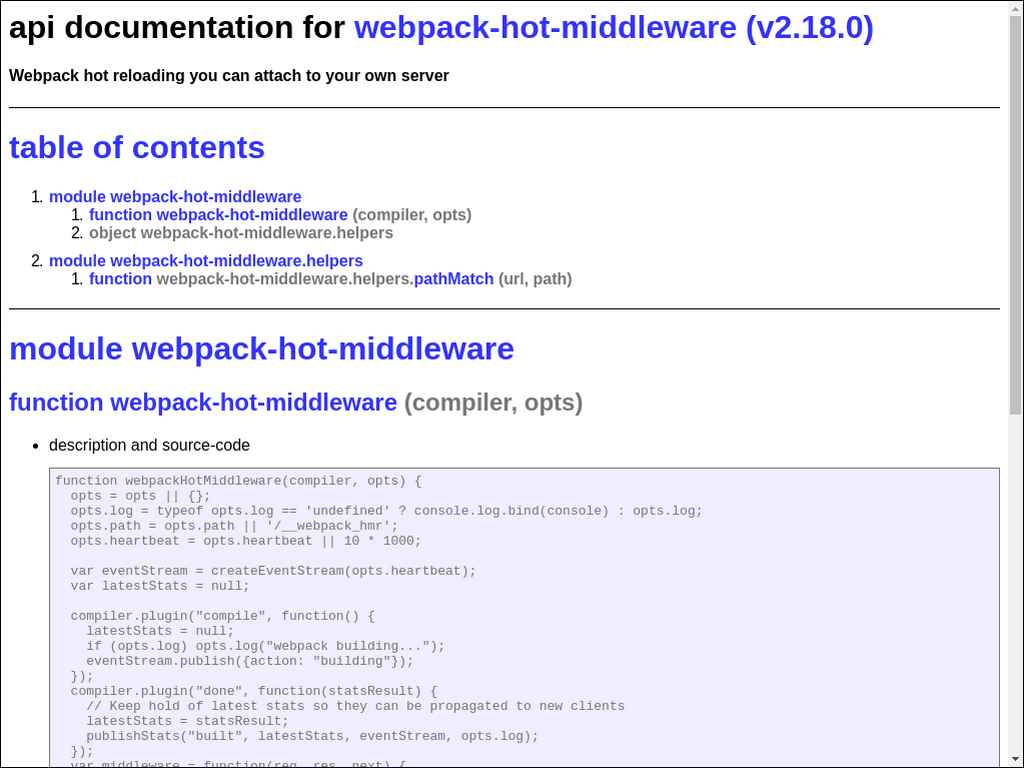 api documentation for webpack-hot-middleware (v2.18.0)
Webpack hot reloading you can attach to your own server
table of contents
1. module webpack-hot-middleware
1. function webpack-hot-middleware (compiler, opts)
2. object webpack-hot-middleware.helpers
2. module webpack-hot-middleware.helpers
1. function webpack-hot-middleware.helpers.pathMatch (url, path)
module webpack-hot-middleware
function webpack-hot-middleware (compiler, opts)
• description and source-code
function webpackHotMiddleware(compiler, opts) {
  opts = opts || {};
  opts.log = typeof opts.log == 'undefined' ? console.log.bind(console) : opts.log;
  opts.path = opts.path || '/__webpack_hmr';
  opts.heartbeat = opts.heartbeat || 10 * 1000;
  var eventStream = createEventStream(opts.heartbeat);
  var latestStats = null;
  compiler.plugin("compile", function() {
    latestStats = null;
    if (opts.log) opts.log("webpack building...");
    eventStream.publish({action: "building"});
  });
  compiler.plugin("done", function(statsResult) {
    // Keep hold of latest stats so they can be propagated to new clients
    latestStats = statsResult;
    publishStats("built", latestStats, eventStream, opts.log);
  });
  var middleware = function(req, res, next) {